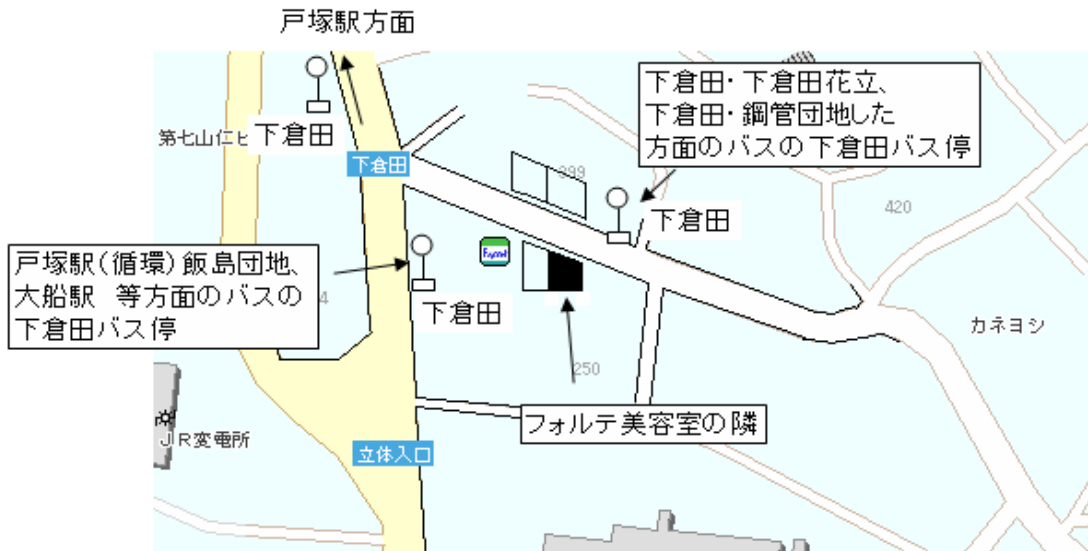 戸塚駅方面
下倉田・下倉田花立、
下倉田・鋼管団地した
方面のバスの下倉田バス停
第七山仁ビ
下倉田
下倉田
399
下倉田
420
戸塚駅(循環)飯島団地、
大船駅 等方面のバスの
下倉田バス停
4
下倉田
カネヨシ
250
フォルテ美容室の隣
JR変電所
立体入口